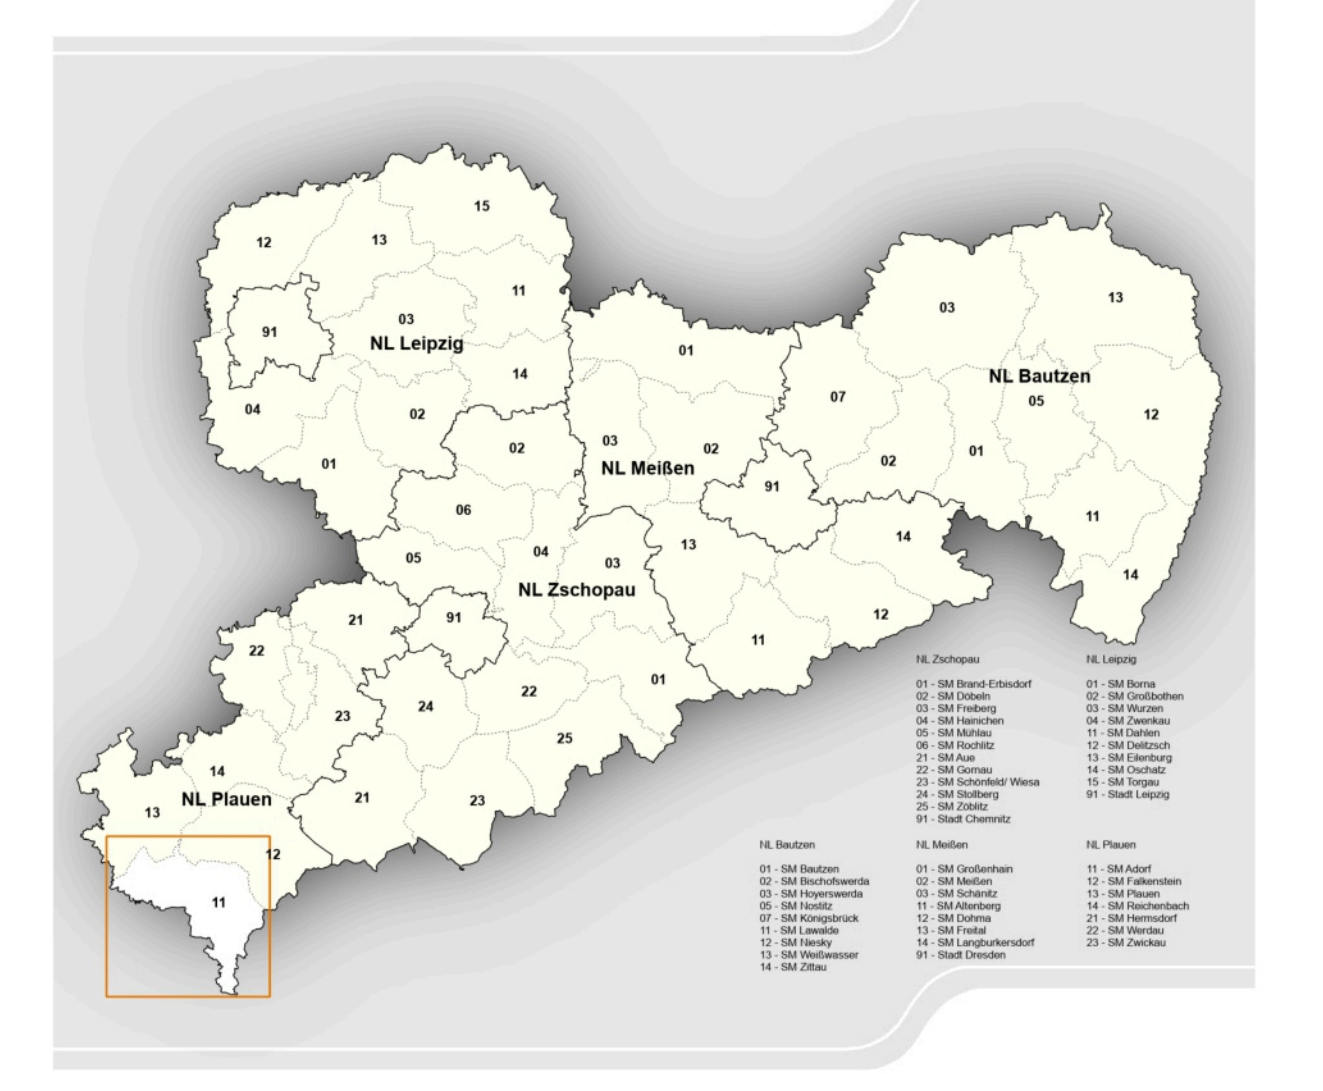 15
12
13
11
03
13
91
03
NL Leipzig
01
14
NL Bautzen
07
05
04
02
12
03
02
02
01
01
02
NL Meißen
91
06
11
14
13
04
05
03
14
NL Zschopau
12
91
21
11
22
01
22
24
23
25
14
21
23
NL Plauen
13
12
11
NL Zschopau
01 - SM Brand-Erbisdorf
02 - SM Döbeln
03 - SM Freiberg
04 - SM Hainichen
05 - SM Mühlau
06 - SM Rochlitz
21 - SM Aue
22 - SM Gornau
23 - SM Schönfeld/ Wiesa
24 - SM Stollberg
25 - SM Zöblitz
91 - Stadt Chemnitz
NL Leipzig
01 - SM Borna
02 - SM Großbothen
03 - SM Wurzen
04 - SM Zwenkau
11 - SM Dahlen
12 - SM Delitzsch
13 - SM Eilenburg
14 - SM Oschatz
15 - SM Torgau
91 - Stadt Leipzig
NL Bautzen
01 - SM Bautzen
02 - SM Bischofswerda
03 - SM Hoyerswerda
05 - SM Nostitz
07 - SM Königsbrück
11 - SM Lawalde
12 - SM Niesky
13 - SM Weißwasser
14 - SM Zittau
NL Meißen
01 - SM Großenhain
02 - SM Meißen
03 - SM Schänitz
11 - SM Altenberg
12 - SM Dohma
13 - SM Freital
14 - SM Langburkersdorf
91 - Stadt Dresden
NL Plauen
11 - SM Adorf
12 - SM Falkenstein
13 - SM Plauen
14 - SM Reichenbach
21 - SM Hermsdorf
22 - SM Werdau
23 - SM Zwickau